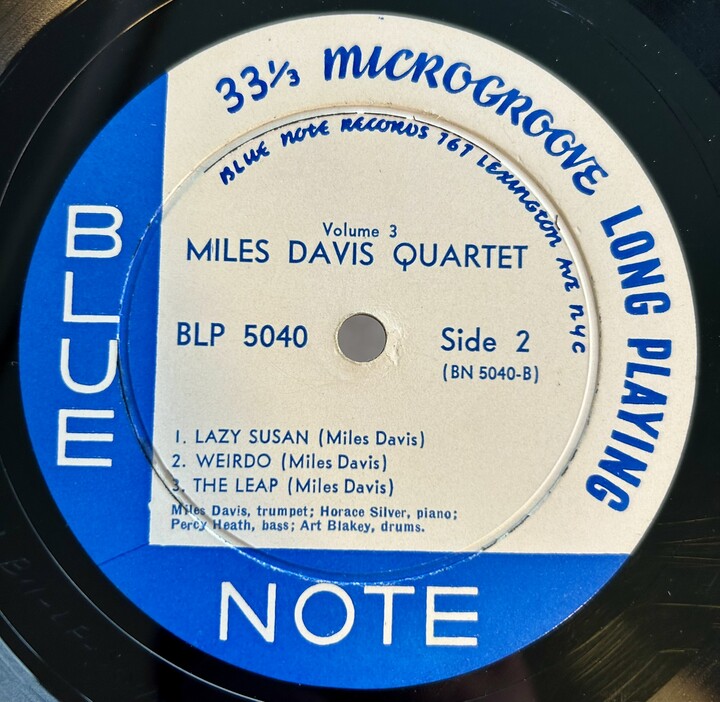 33⅓ MICROGROOVE LONG PLAYING
BLUE NOTE RECORDS 767 LEXINGTON AVE NYC
BLUE
Volume 3
MILES DAVIS QUARTET
BLP 5040
Side 2
(BN 5040-B)
1. LAZY SUSAN (Miles Davis)
2. WEIRDO (Miles Davis)
3. THE LEAP (Miles Davis)
Miles Davis, trumpet; Horace Silver, piano;
Percy Heath, bass; Art Blakey, drums.
NOTE